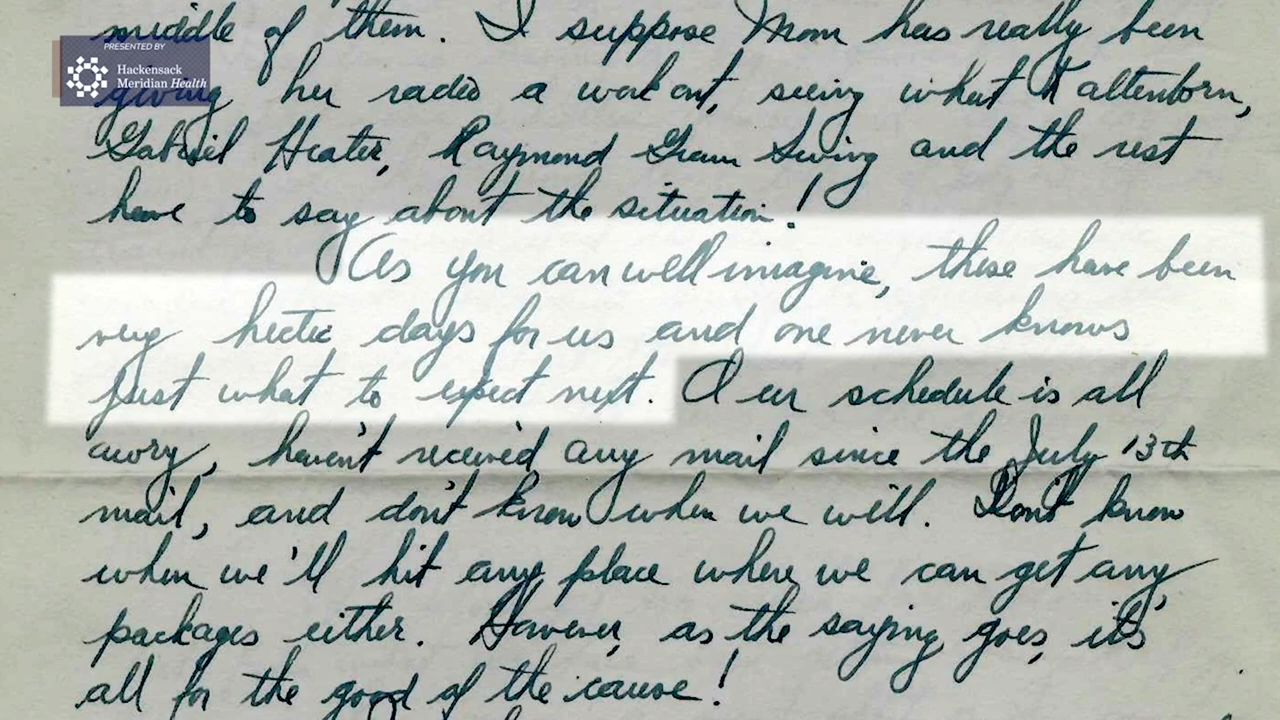 middle of them. I suppose Mom has really been
PRESENTED BY
Hackensack
Meridian Health
giving her radio a workout, seeing what Kaltenborn,
Gabriel Heater, Raymond Gram Swing and the rest
have to say about the situation!
As you can well imagine, these have been
very hectic days for us and one never knows
just what to expect next. Our schedule is all
awry, haven't received any mail since the July 13th
mail, and don't know when we will. Don't know
when we'll hit any place where we can get any
packages either. However, as the saying goes, it's
all for the good of the cause!